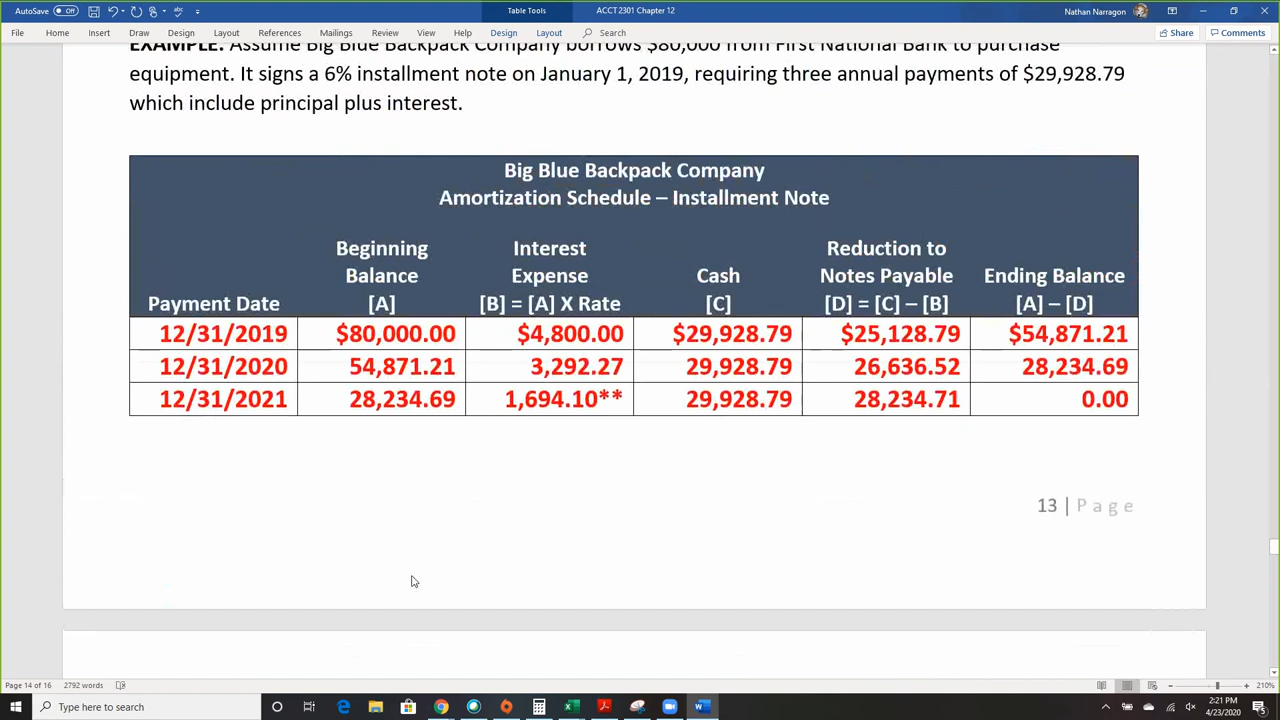 AutoSave Off
Table Tools
ACCT 2301 Chapter 12
Nathan Narragon
File Home Insert Draw Design Layout References Mailings Review View Help Design Layout Search Share Comments
EXAMPLE: Assume Big Blue Backpack Company borrows $80,000 from First National Bank to purchase
equipment. It signs a 6% installment note on January 1, 2019, requiring three annual payments of $29,928.79
which include principal plus interest.
Big Blue Backpack Company
Amortization Schedule – Installment Note
Beginning Interest Reduction to
Balance Expense Cash Notes Payable Ending Balance
Payment Date [A] [B] = [A] X Rate [C] [D] = [C] – [B] [A] – [D]
12/31/2019 $80,000.00 $4,800.00 $29,928.79 $25,128.79 $54,871.21
12/31/2020 54,871.21 3,292.27 29,928.79 26,636.52 28,234.69
12/31/2021 28,234.69 1,694.10** 29,928.79 28,234.71 0.00
13 | Page
Page 14 of 16 2792 words 210%
Type here to search
2:21 PM
4/23/2020